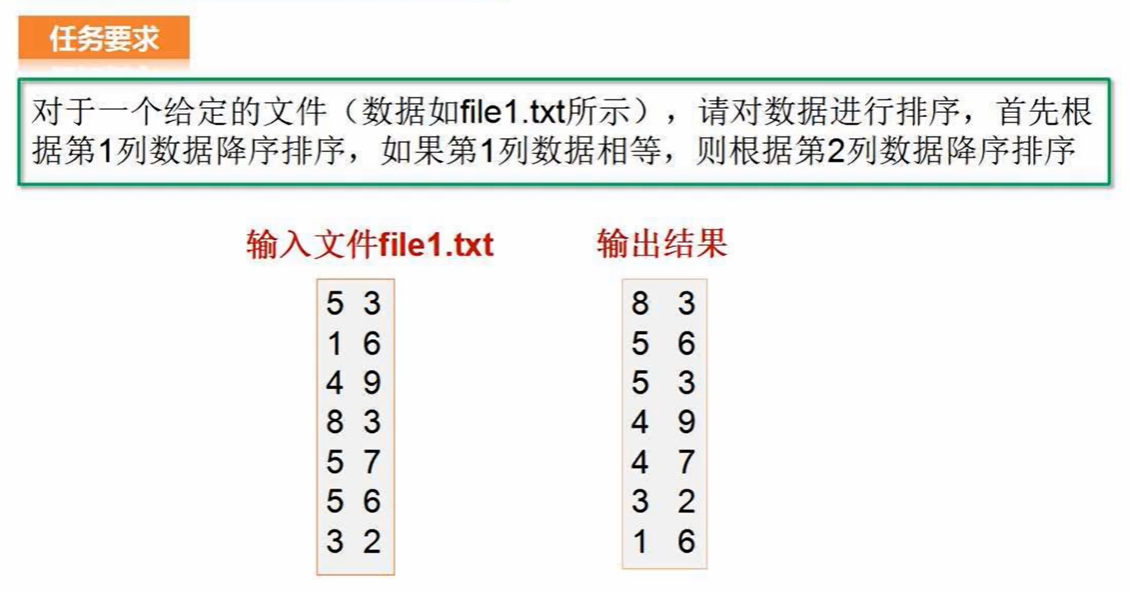 任务要求
对于一个给定的文件（数据如file1.txt所示），请对数据进行排序，首先根
据第1列数据降序排序，如果第1列数据相等，则根据第2列数据降序排序
输入文件file1.txt
5 3
1 6
4 9
8 3
5 7
5 6
3 2
输出结果
8 3
5 6
5 3
4 9
4 7
3 2
1 6